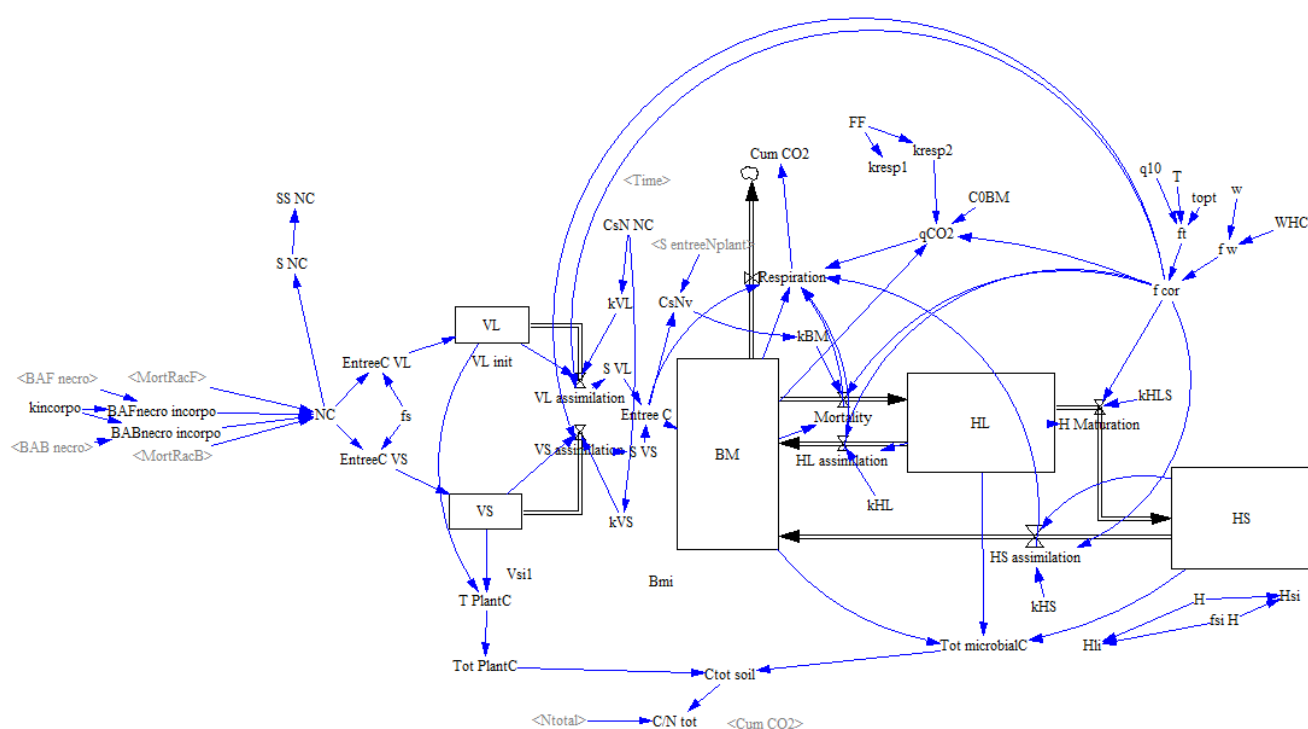 FF
Cum CO2
kresp2
kresp1
q10
T
<Time>
topt
w
SS NC
C0BM
CsN NC
WHC
<S entreeNplant>
qCO2
ft
f w
S NC
Respiration
f cor
kVL
CsNv
VL
kBM
VL init
EntreeC VL
S VL
<BAF necro>
<MortRacF>
VL assimilation
kHLS
kincorpo
BAFnecro incorpo
NC
fs
Entree C
Mortality
HL
H Maturation
BABnecro incorpo
<BAB necro>
<MortRacB>
EntreeC VS
VS assimilation
S VS
BM
HL assimilation
kHL
VS
kVS
HS
HS assimilation
Vsi1
Bmi
T PlantC
kHS
H
Hsi
fsi H
Tot microbialC
Hli
Tot PlantC
Ctot soil
<Ntotal>
C/N tot
<Cum CO2>